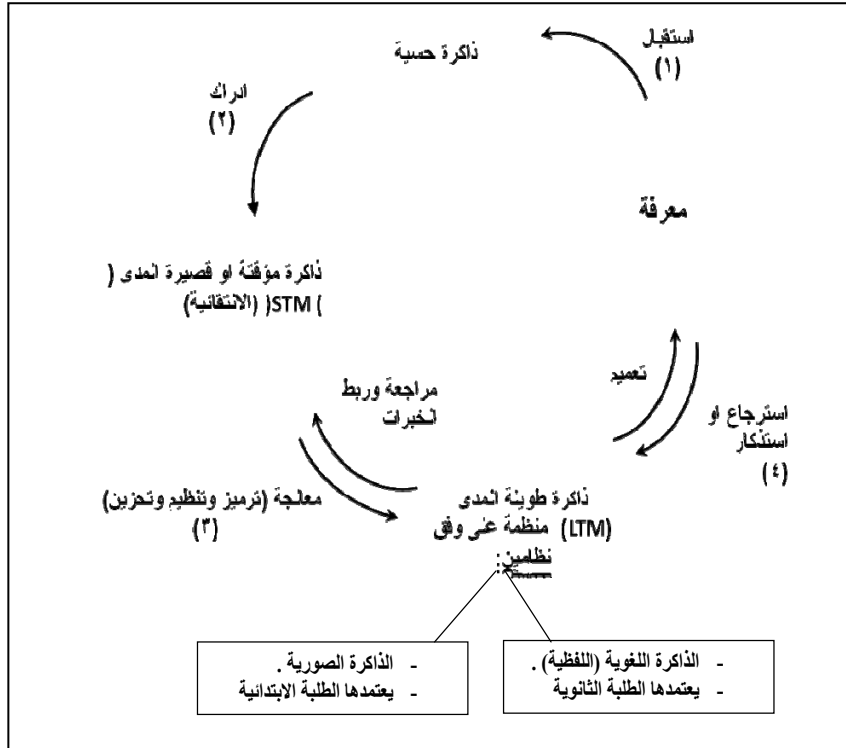 استقبال
(١)
ذاكرة حسية
ادراك
(٢)
معرفة
ذاكرة مؤقتة او قصيرة المدى (
STM( (الانتقائية) )
تعميم
استرجاع او
استذكار
(٤)
مراجعة وربط
الخبرات
معالجة (ترميز وتنظيم وتخزين)
(٣)
ذاكرة طويلة المدى
(LTM) منظمة على وفق
نظامين:
- الذاكرة اللغوية (اللفظية) .
- يعتمدها الطلبة الثانوية
- الذاكرة الصورية .
- يعتمدها الطلبة الابتدائية